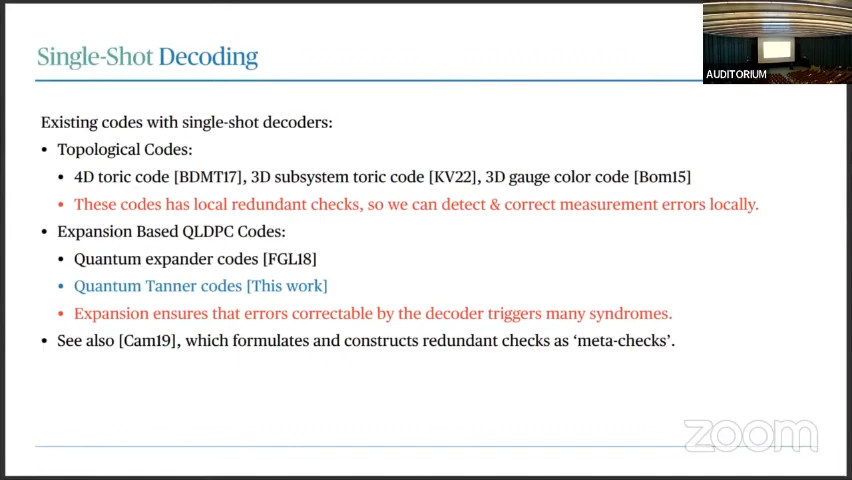 Single-Shot Decoding
AUDITORIUM
Existing codes with single-shot decoders:
• Topological Codes:
• 4D toric code [BDMT17], 3D subsystem toric code [KV22], 3D gauge color code [Bom15]
• These codes has local redundant checks, so we can detect & correct measurement errors locally.
• Expansion Based QLDPC Codes:
• Quantum expander codes [FGL18]
• Quantum Tanner codes [This work]
• Expansion ensures that errors correctable by the decoder triggers many syndromes.
• See also [Cam19], which formulates and constructs redundant checks as ‘meta-checks’.
zoom